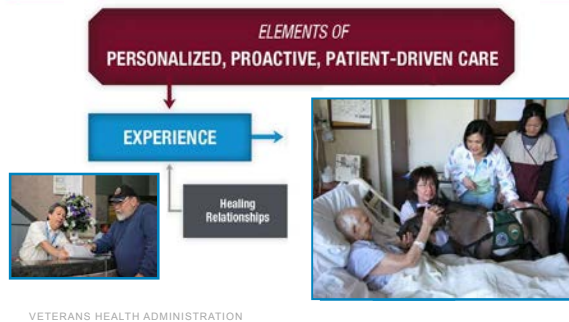 ELEMENTS OF
PERSONALIZED, PROACTIVE, PATIENT-DRIVEN CARE
EXPERIENCE
Healing
Relationships
VETERANS HEALTH ADMINISTRATION